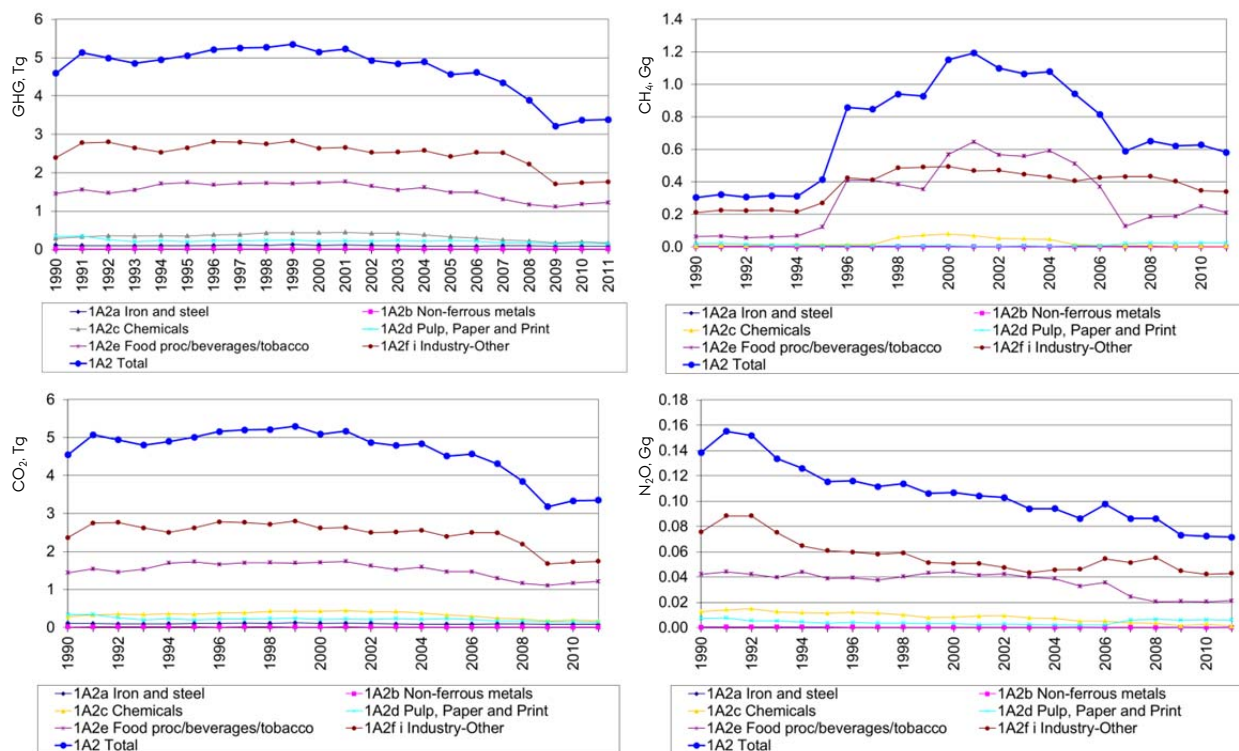 GHG, Tg
6
5
4
3
2
1
0
1990
1991
1992
1993
1994
1995
1996
1997
1998
1999
2000
2001
2002
2003
2004
2005
2006
2007
2008
2009
2010
2011
1A2a Iron and steel
1A2b Non-ferrous metals
1A2c Chemicals
1A2d Pulp, Paper and Print
1A2e Food proc/beverages/tobacco
1A2f i Industry-Other
1A2 Total
CH₄, Gg
1.4
1.2
1.0
0.8
0.6
0.4
0.2
0.0
1990
1992
1994
1996
1998
2000
2002
2004
2006
2008
2010
1A2a Iron and steel
1A2b Non-ferrous metals
1A2c Chemicals
1A2d Pulp, Paper and Print
1A2e Food proc/beverages/tobacco
1A2f i Industry-Other
1A2 Total
CO₂, Tg
6
5
4
3
2
1
0
1990
1992
1994
1996
1998
2000
2002
2004
2006
2008
2010
1A2a Iron and steel
1A2b Non-ferrous metals
1A2c Chemicals
1A2d Pulp, Paper and Print
1A2e Food proc/beverages/tobacco
1A2f i Industry-Other
1A2 Total
N₂O, Gg
0.18
0.16
0.14
0.12
0.10
0.08
0.06
0.04
0.02
0.00
1990
1992
1994
1996
1998
2000
2002
2004
2006
2008
2010
1A2a Iron and steel
1A2b Non-ferrous metals
1A2c Chemicals
1A2d Pulp, Paper and Print
1A2e Food proc/beverages/tobacco
1A2f i Industry-Other
1A2 Total